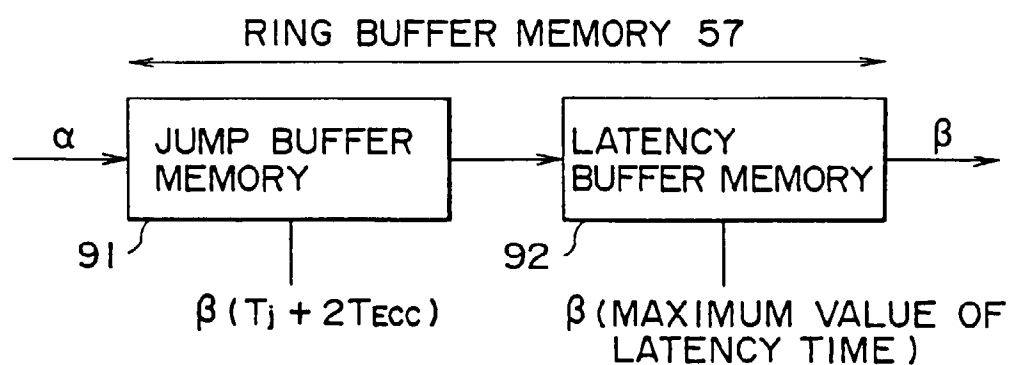 RING BUFFER MEMORY 57
α
JUMP BUFFER
MEMORY
LATENCY
BUFFER MEMORY
β
91
92
β(Tj + 2TECC)
β(MAXIMUM VALUE OF
LATENCY TIME)